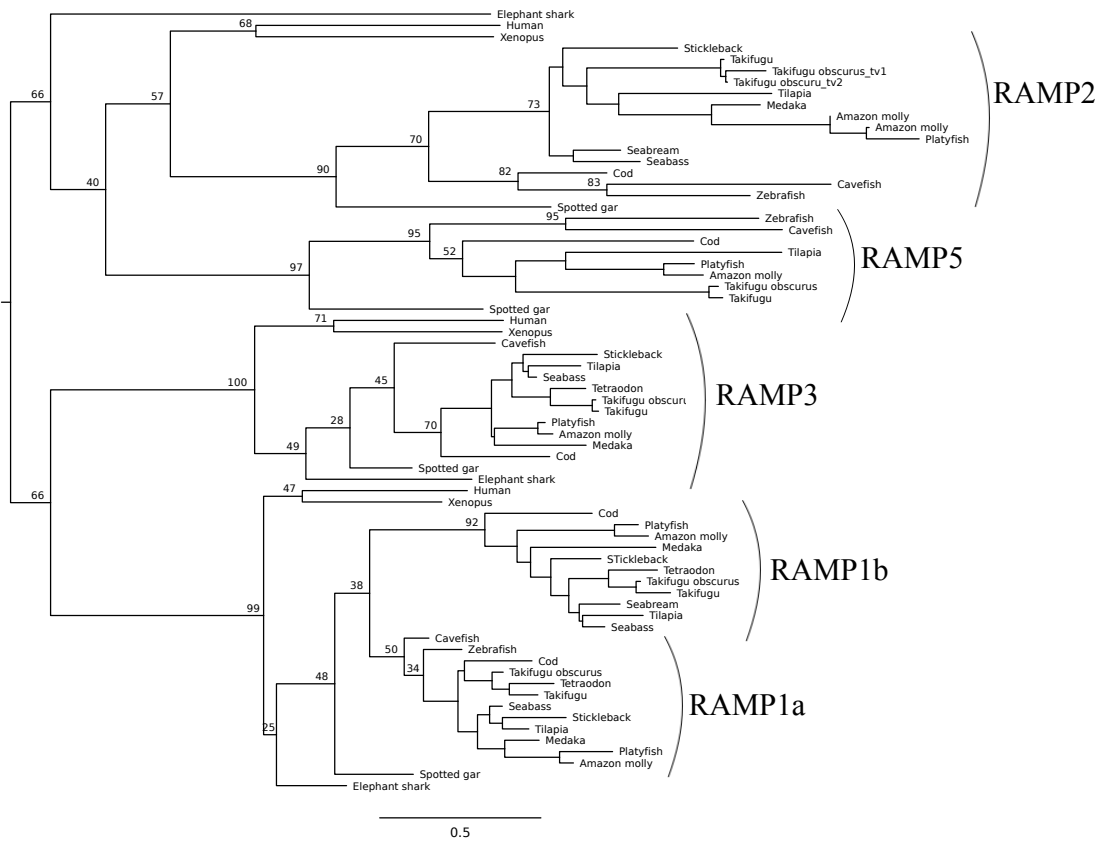 Elephant shark
68
Human
Xenopus
Stickleback
Takifugu
Takifugu obscurus_tv1
Takifugu obscuru_tv2
Tilapia
Medaka
Amazon molly
Amazon molly
Platyfish
RAMP2
66
57
73
70
Seabream
Seabass
82
Cod
83
Cavefish
Zebrafish
90
40
Spotted gar
95
Zebrafish
Cavefish
95
Cod
52
Tilapia
Platyfish
Amazon molly
Takifugu obscurus
Takifugu
RAMP5
97
Spotted gar
71
Human
Xenopus
Cavefish
Stickleback
Tilapia
Seabass
Tetraodon
Takifugu obscuru
Takifugu
Platyfish
Amazon molly
Medaka
Cod
RAMP3
100
45
70
28
49
Spotted gar
Elephant shark
66
47
Human
Xenopus
92
Cod
Platyfish
Amazon molly
Medaka
STickleback
Tetraodon
Takifugu obscurus
Takifugu
Seabream
Tilapia
Seabass
RAMP1b
38
99
50
Cavefish
Zebrafish
34
Cod
Takifugu obscurus
Tetraodon
Takifugu
Seabass
Stickleback
Tilapia
Medaka
Platyfish
Amazon molly
RAMP1a
48
25
Spotted gar
Elephant shark
0.5